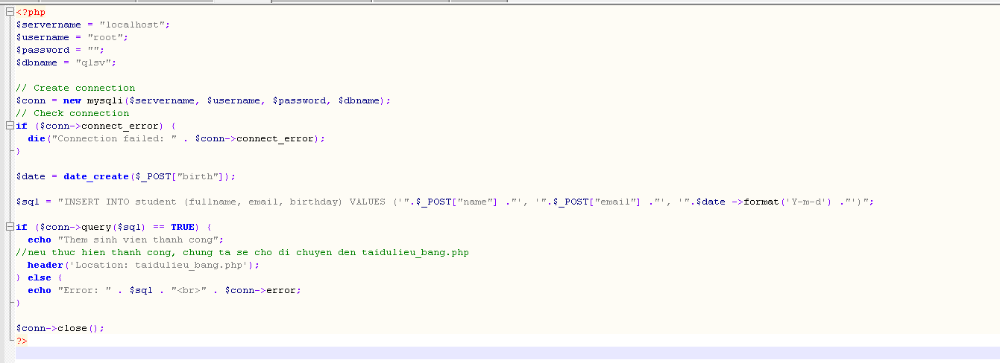 <?php
$servername = "localhost";
$username = "root";
$password = "";
$dbname = "qlsv";
// Create connection
$conn = new mysqli($servername, $username, $password, $dbname);
// Check connection
if ($conn->connect_error) {
die("Connection failed: " . $conn->connect_error);
}
$date = date_create($_POST["birth"]);
$sql = "INSERT INTO student (fullname, email, birthday) VALUES ('".$_POST["name"] ."', '".$_POST["email"] ."', '".$date ->format('Y-m-d') ."')";
if ($conn->query($sql) == TRUE) {
echo "Them sinh vien thanh cong";
//neu thuc hien thanh cong, chung ta se cho di chuyen den taidulieu_bang.php
header('Location: taidulieu_bang.php');
} else {
echo "Error: " . $sql . "<br>" . $conn->error;
}
$conn->close();
?>